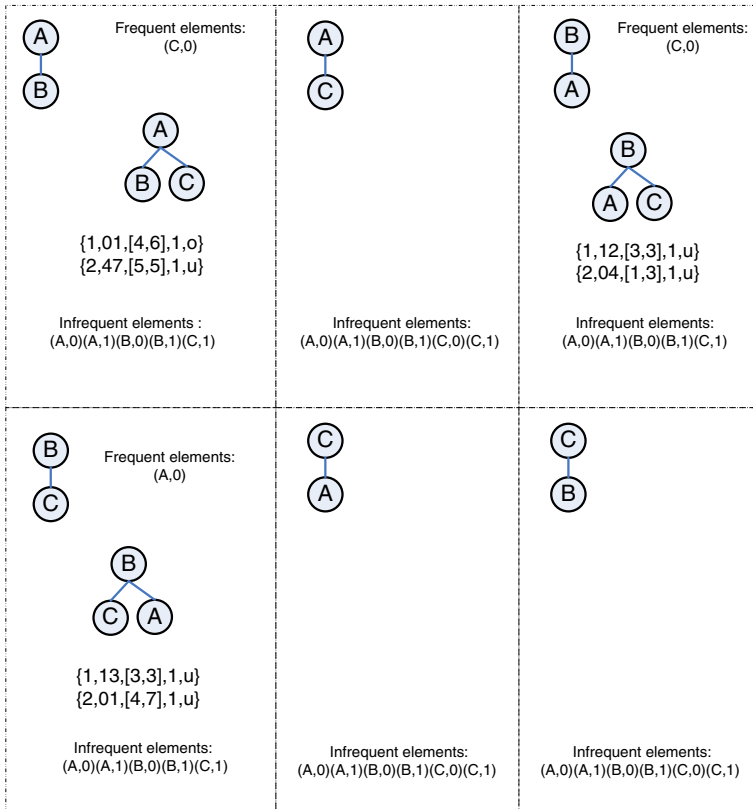 A
B
Frequent elements:
(C,0)
A
B
C
{1,01,[4,6],1,o}
{2,47,[5,5],1,u}
Infrequent elements :
(A,0)(A,1)(B,0)(B,1)(C,1)
A
C
Infrequent elements:
(A,0)(A,1)(B,0)(B,1)(C,0)(C,1)
B
A
Frequent elements:
(C,0)
B
A
C
{1,12,[3,3],1,u}
{2,04,[1,3],1,u}
Infrequent elements:
(A,0)(A,1)(B,0)(B,1)(C,1)
B
C
Frequent elements:
(A,0)
B
C
A
{1,13,[3,3],1,u}
{2,01,[4,7],1,u}
Infrequent elements:
(A,0)(A,1)(B,0)(B,1)(C,1)
C
A
Infrequent elements:
(A,0)(A,1)(B,0)(B,1)(C,0)(C,1)
C
B
Infrequent elements:
(A,0)(A,1)(B,0)(B,1)(C,0)(C,1)